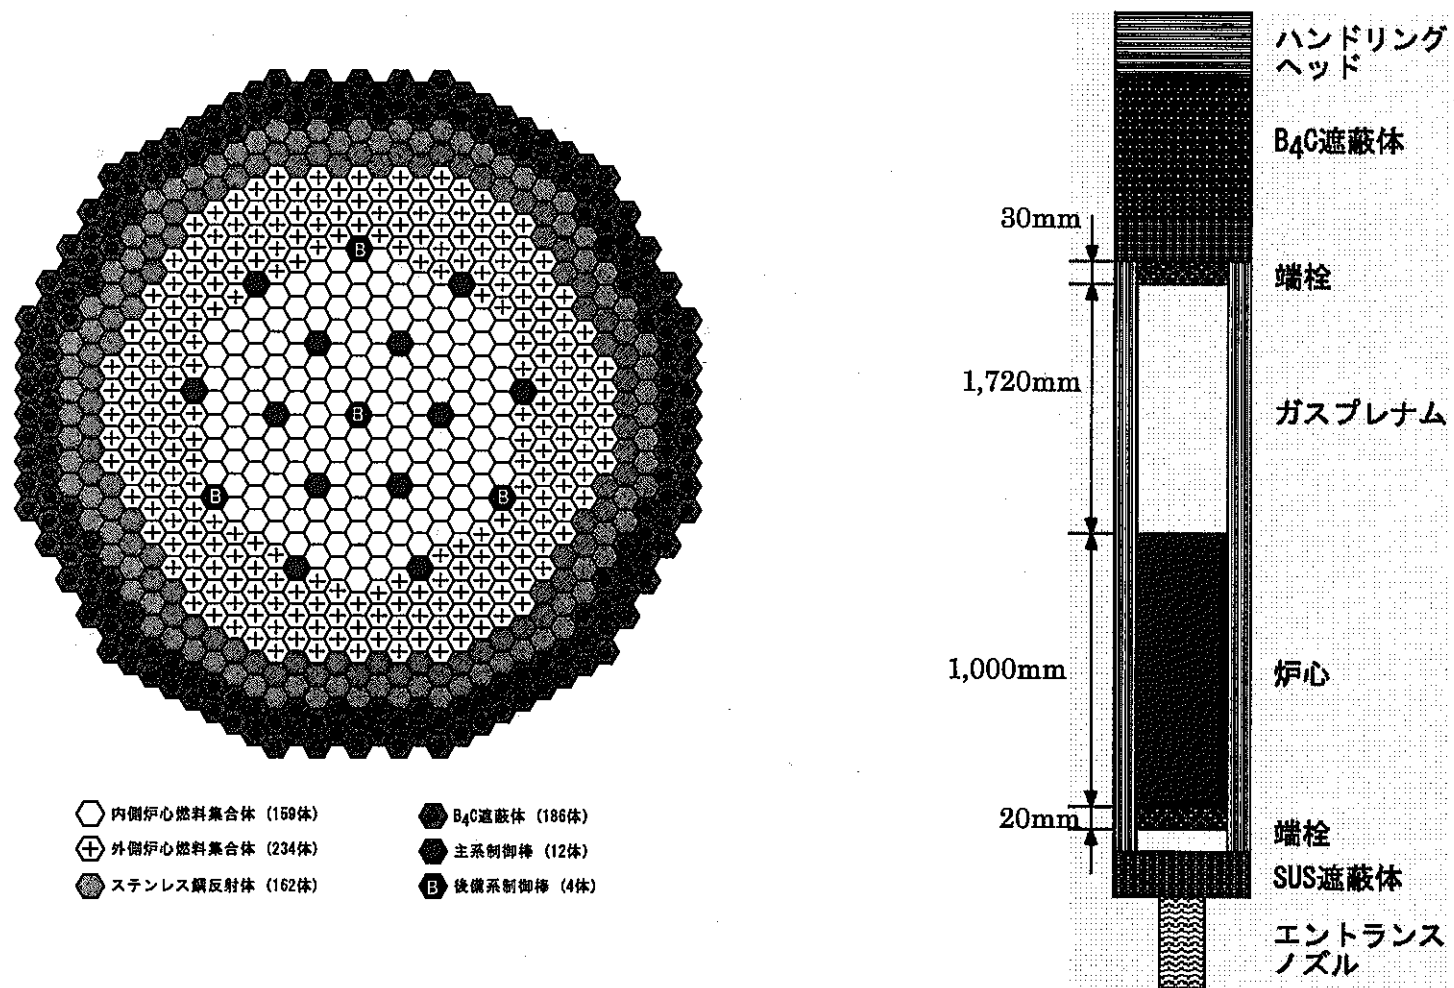 B
B
B
B
内側炉心燃料集合体 (159体)
外側炉心燃料集合体 (234体)
ステンレス鋼反射体 (162体)
B4C遮蔽体 (186体)
主系制御棒 (12体)
B 後備系制御棒 (4体)
ハンドリング
ヘッド
B4C遮蔽体
30mm
端栓
1,720mm
ガスプレナム
1,000mm
炉心
20mm
端栓
SUS遮蔽体
エントランス
ノズル